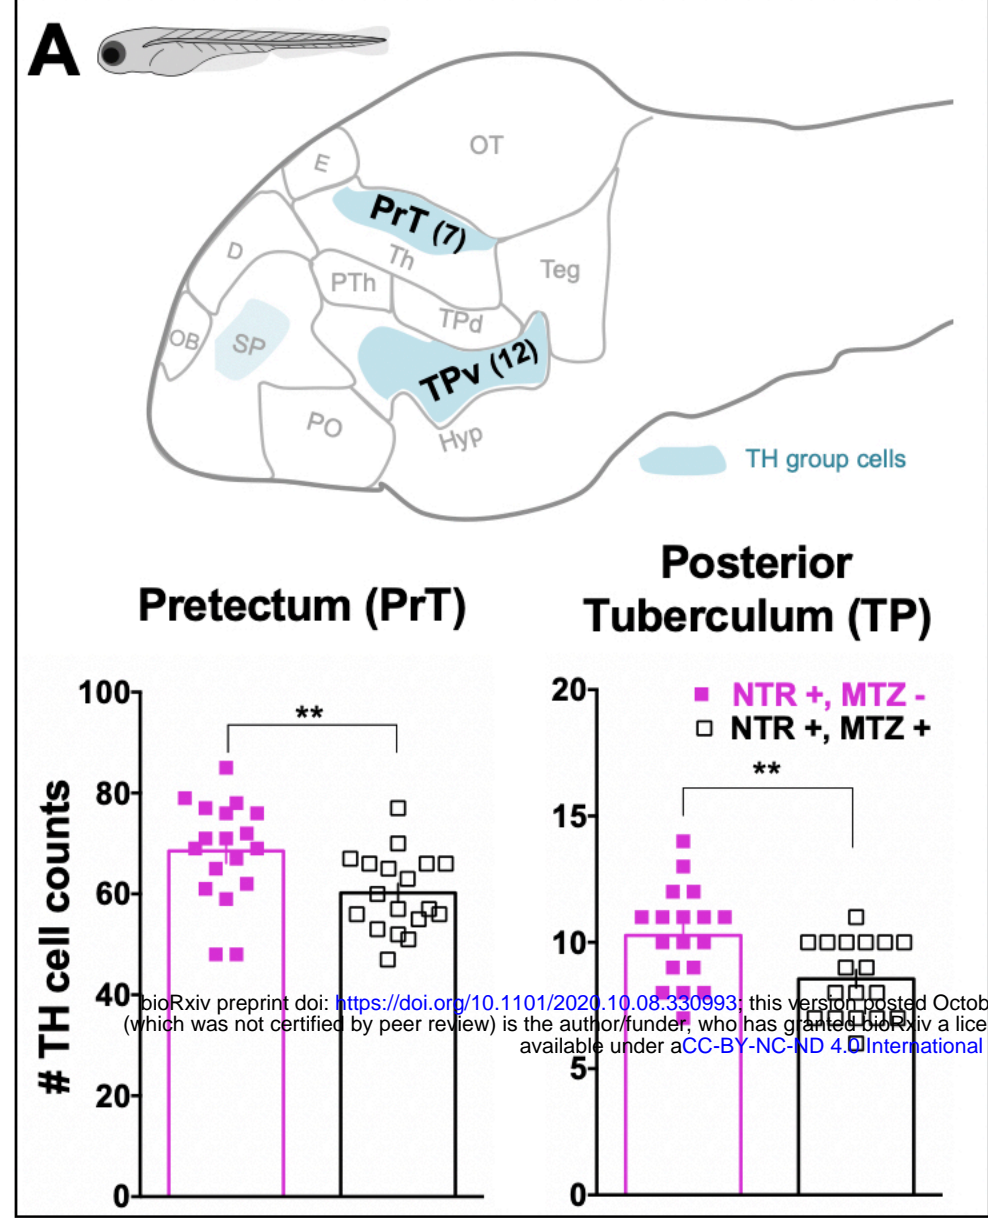 A
E
OT
PrT (7)
D
Th
PTh
Teg
TPd
OB
SP
TPv (12)
PO
Hyp
TH group cells
Pretectum (PrT)
Posterior
Tuberculum (TP)
# TH cell counts
100
80
60
40
20
0
**
20
15
10
5
0
NTR +, MTZ -
NTR +, MTZ +
**
bioRxiv preprint doi: https://doi.org/10.1101/2020.10.08.330993; this version posted Octob
(which was not certified by peer review) is the author/funder, who has granted bioRxiv a lice
available under aCC-BY-NC-ND 4.0 International